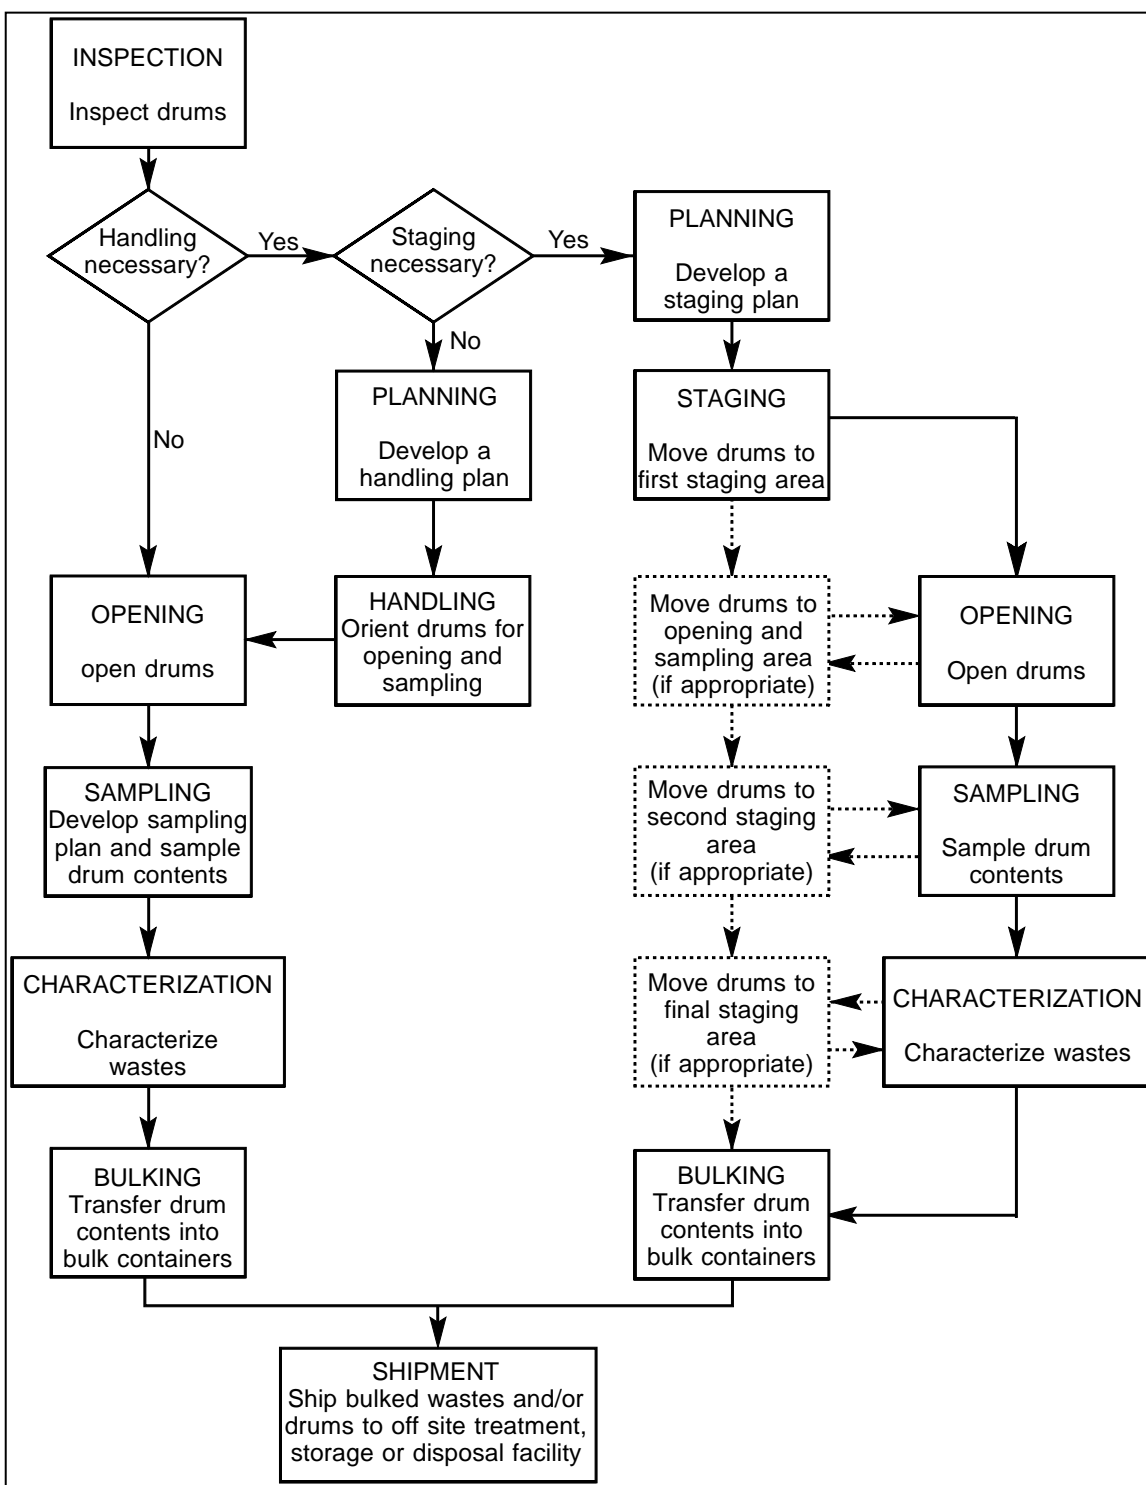 INSPECTION
Inspect drums
Handling
necessary?
Yes
Staging
necessary?
Yes
PLANNING
Develop a
staging plan
No
No
PLANNING
Develop a
handling plan
STAGING
Move drums to
first staging area
OPENING
open drums
HANDLING
Orient drums for
opening and
sampling
Move drums to
opening and
sampling area
(if appropriate)
OPENING
Open drums
SAMPLING
Develop sampling
plan and sample
drum contents
Move drums to
second staging
area
(if appropriate)
SAMPLING
Sample drum
contents
CHARACTERIZATION
Characterize
wastes
Move drums to
final staging
area
(if appropriate)
CHARACTERIZATION
Characterize wastes
BULKING
Transfer drum
contents into
bulk containers
BULKING
Transfer drum
contents into
bulk containers
SHIPMENT
Ship bulked wastes and/or
drums to off site treatment,
storage or disposal facility